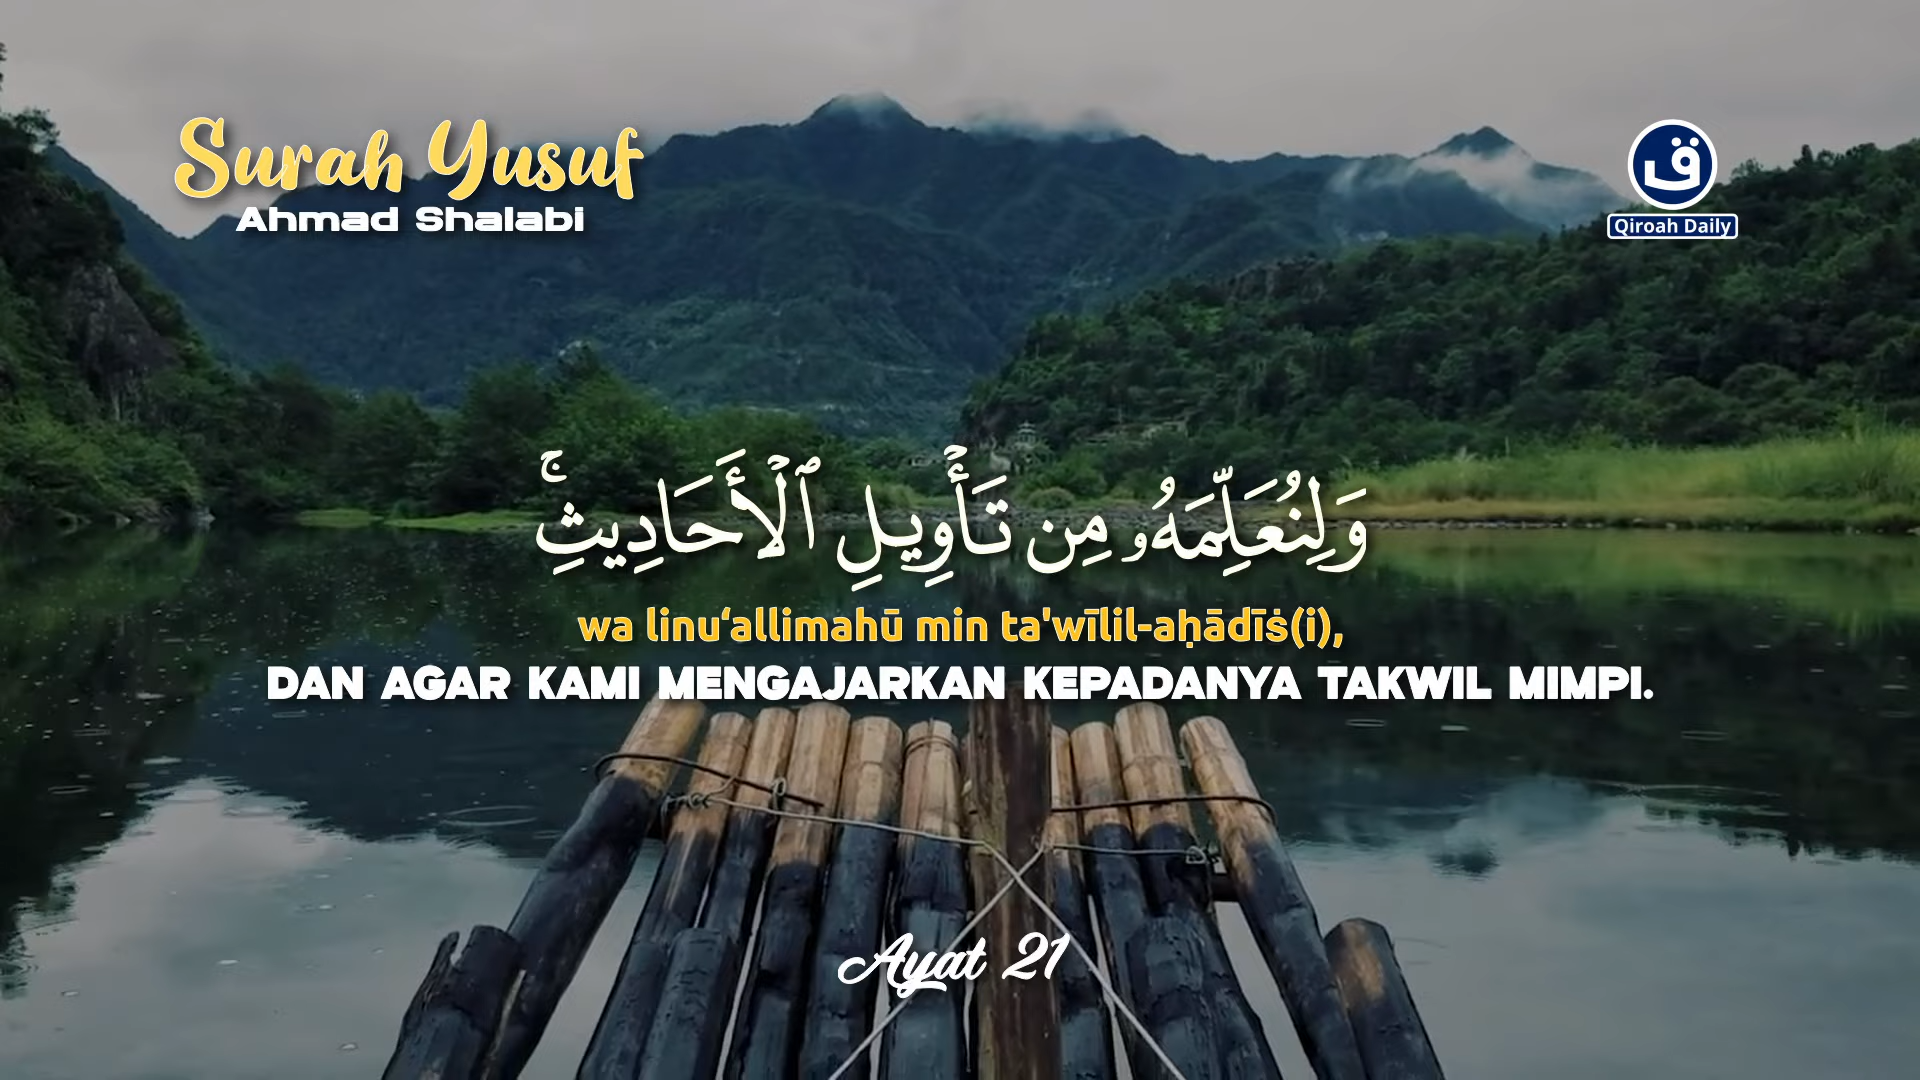 Surah Yusuf
Ahmad Shalabi
ق
Qiroah Daily
وَلِنُعَلِّمَهُۥ مِن تَأْوِيلِ ٱلْأَحَادِيثِۚ
wa linu‘allimahū min ta'wīlil-aḥādīṡ(i),
DAN AGAR KAMI MENGAJARKAN KEPADANYA TAKWIL MIMPI.
Ayat 21